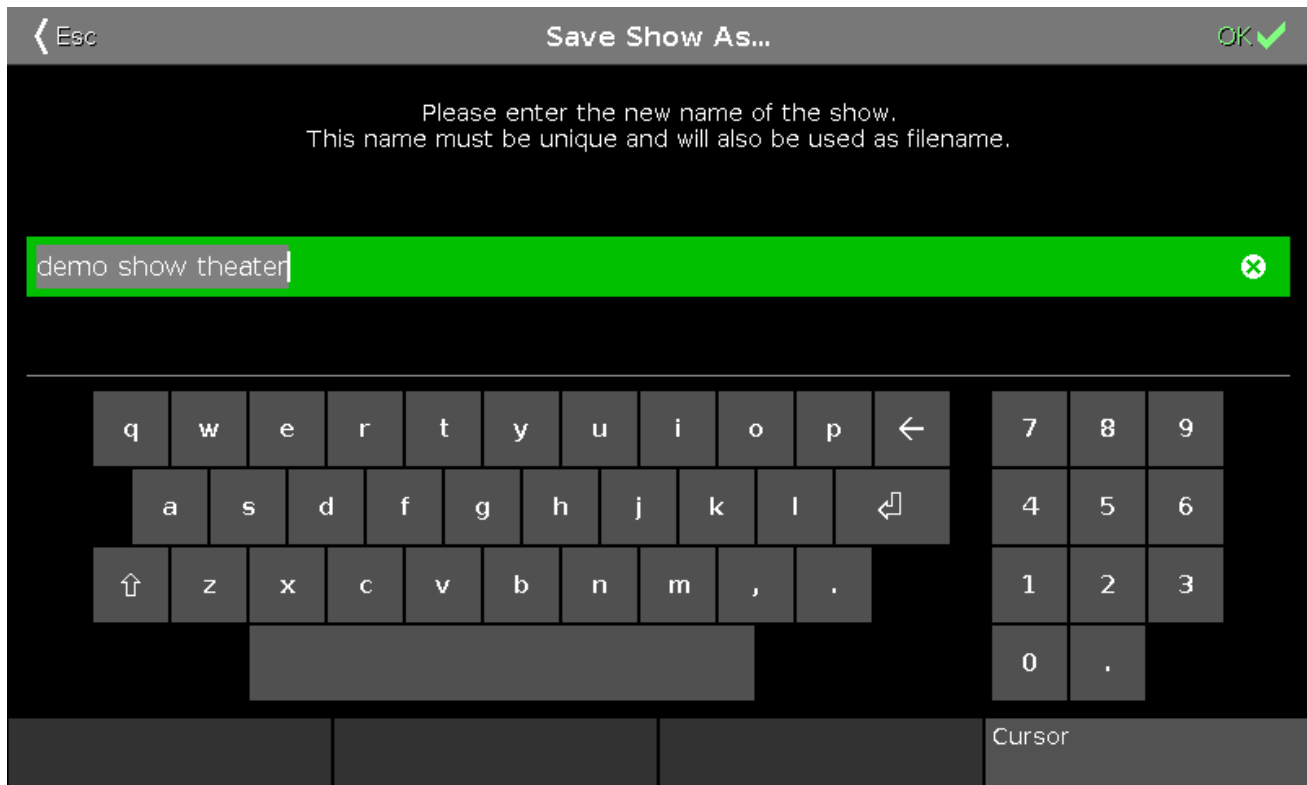 Esc
Save Show As...
OK
Please enter the new name of the show.
This name must be unique and will also be used as filename.
demo show theater
q w e r t y u i o p ← 7 8 9
a s d f g h j k l 4 5 6
z x c v b n m , . 1 2 3
0 .
Cursor